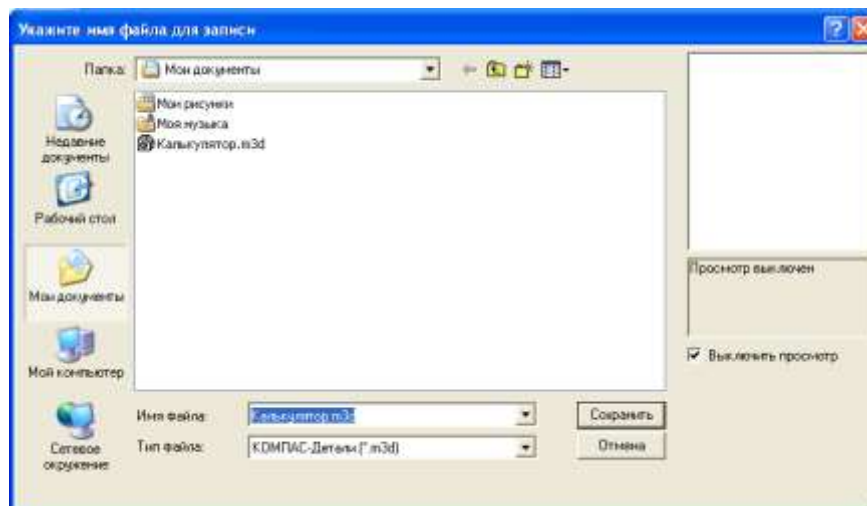 Укажите имя файла для записи
Папка: Мои документы
Мои рисунки
Моя музыка
Калькулятор.m3d
Недавние документы
Рабочий стол
Мои документы
Мой компьютер
Сетевое окружение
Имя файла: Калькулятор.m3d
Тип файла: КОМПАС-Детали (*.m3d)
Сохранить
Отмена
Просмотр выключен
Выключить просмотр